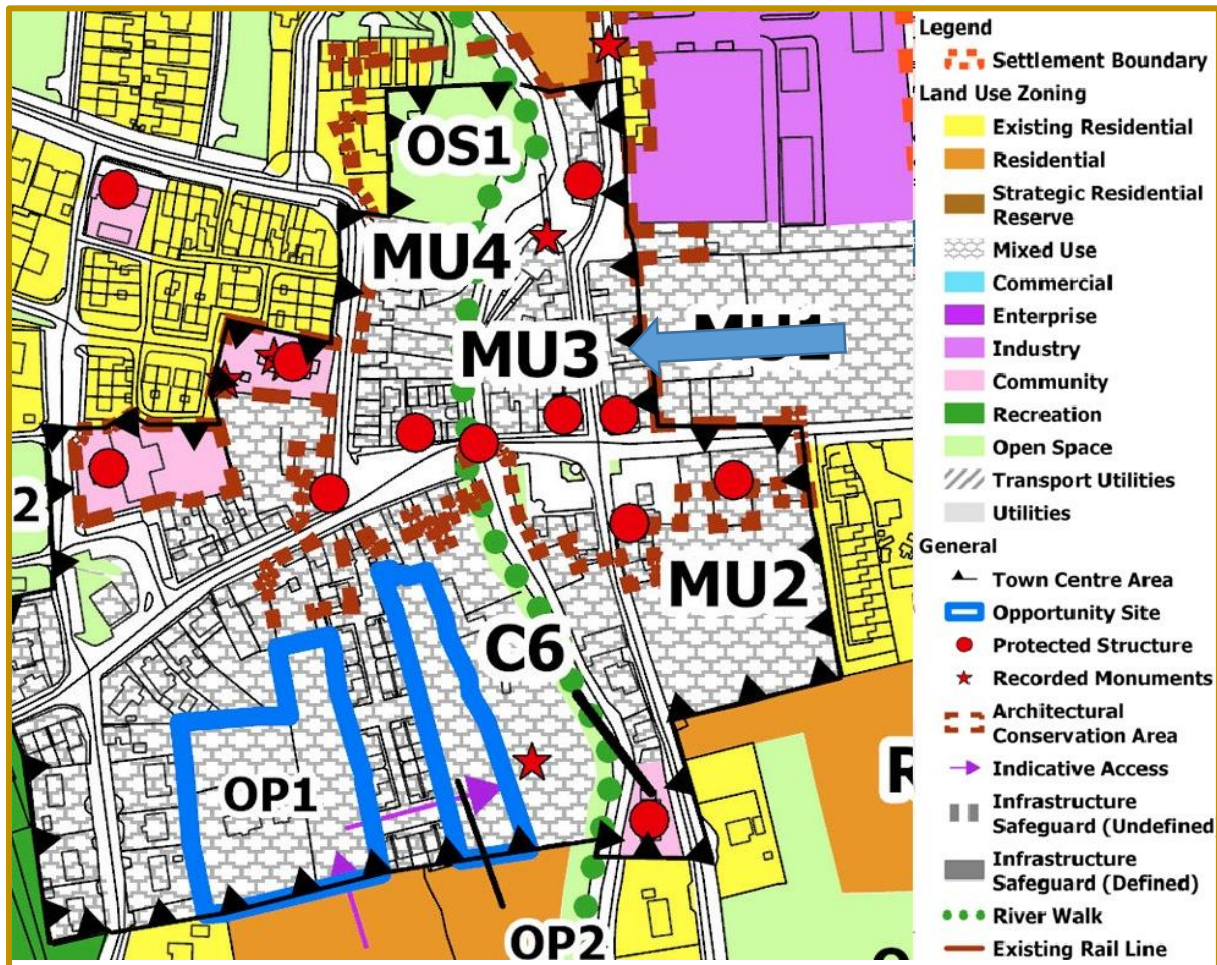 OS1
MU4
MU3
MU1
2
MU2
C6
OP1
R
OP2
Legend
Settlement Boundary
Land Use Zoning
Existing Residential
Residential
Strategic Residential
Reserve
Mixed Use
Commercial
Enterprise
Industry
Community
Recreation
Open Space
Transport Utilities
Utilities
General
Town Centre Area
Opportunity Site
Protected Structure
Recorded Monuments
Architectural
Conservation Area
Indicative Access
Infrastructure
Safeguard (Undefined
Infrastructure
Safeguard (Defined)
River Walk
Existing Rail Line